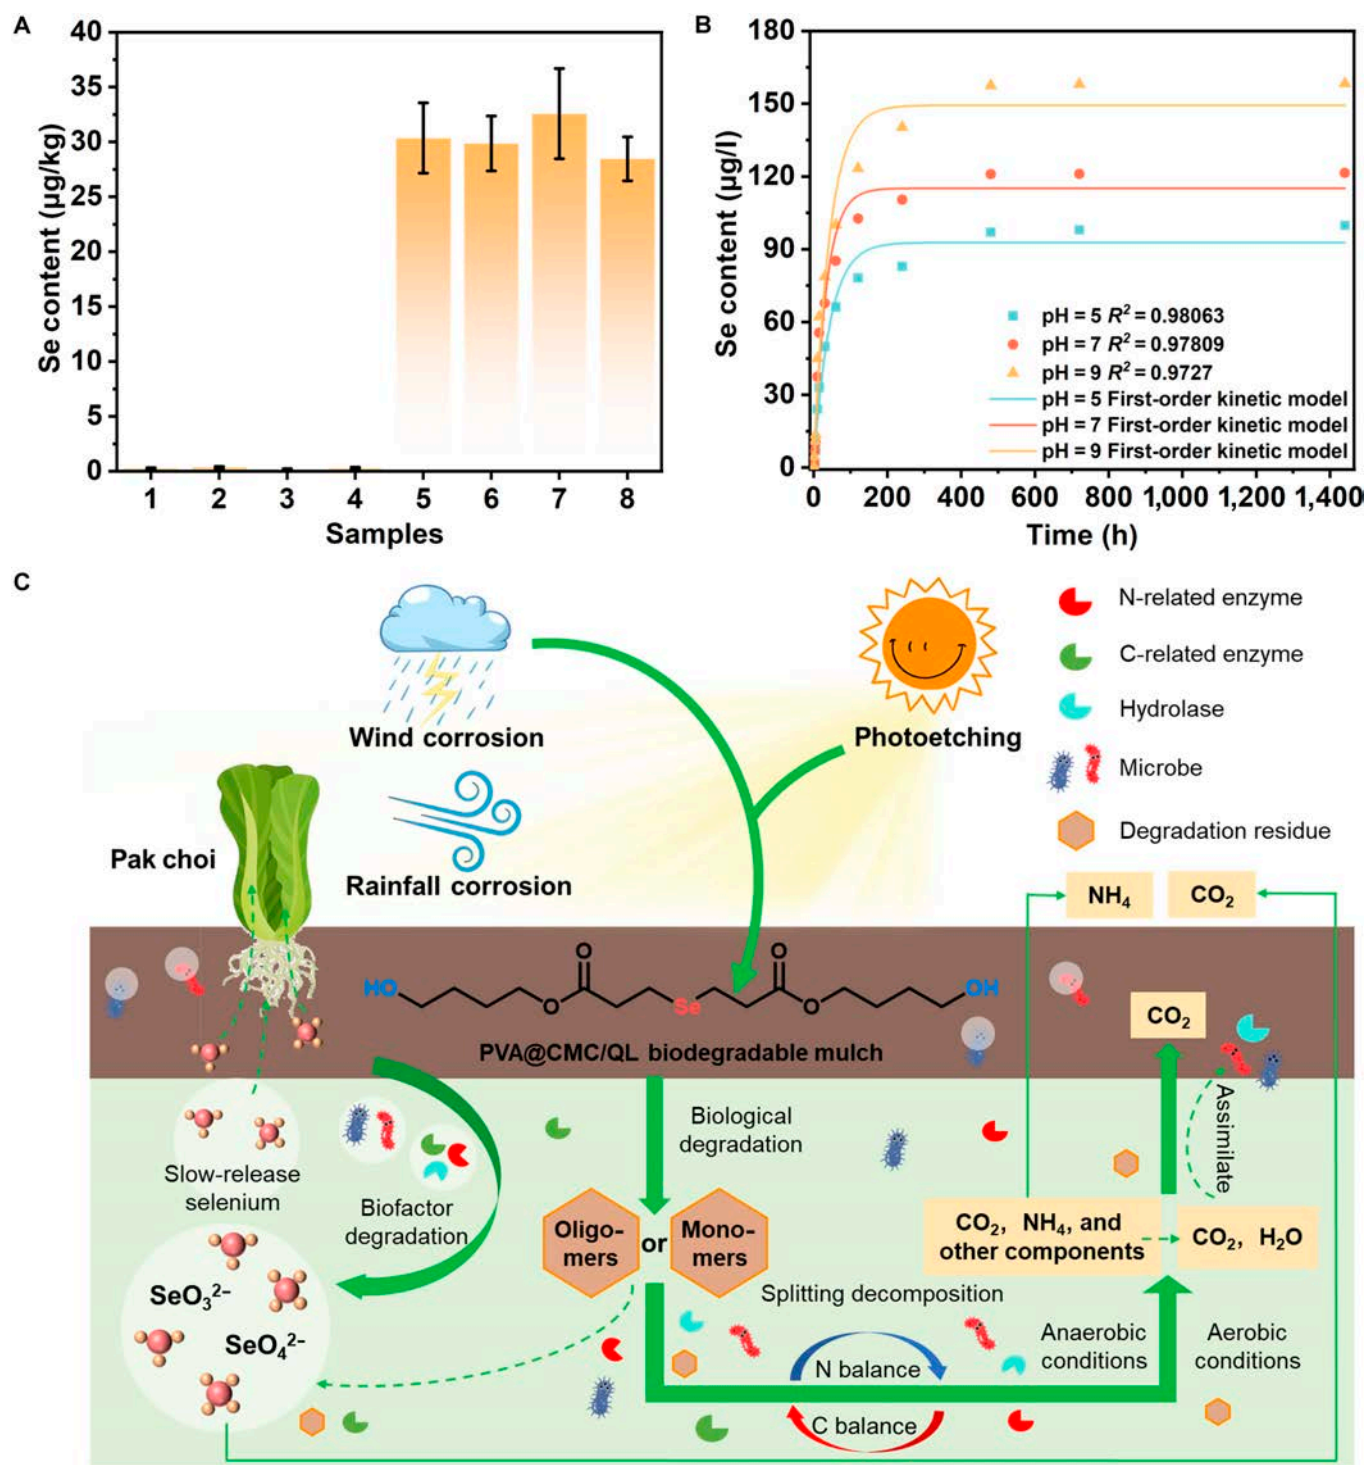 A
Se content (µg/kg)
40
35
30
25
20
15
10
5
0
1 2 3 4 5 6 7 8
Samples
B
Se content (µg/l)
180
150
120
90
60
30
0
pH = 5 R² = 0.98063
pH = 7 R² = 0.97809
pH = 9 R² = 0.9727
pH = 5 First-order kinetic model
pH = 7 First-order kinetic model
pH = 9 First-order kinetic model
0 200 400 600 800 1,000 1,200 1,400
Time (h)
C
Wind corrosion
Rainfall corrosion
Photoetching
N-related enzyme
C-related enzyme
Hydrolase
Microbe
Degradation residue
Pak choi
NH₄
CO₂
HO
O
O
Se
O
O
OH
PVA@CMC/QL biodegradable mulch
CO₂
Slow-release
selenium
Biofactor
degradation
Biological
degradation
Assimilate
Oligo-
mers
or
Mono-
mers
CO₂, NH₄, and
other components
CO₂, H₂O
SeO₃²⁻
SeO₄²⁻
Splitting decomposition
N balance
C balance
Anaerobic
conditions
Aerobic
conditions